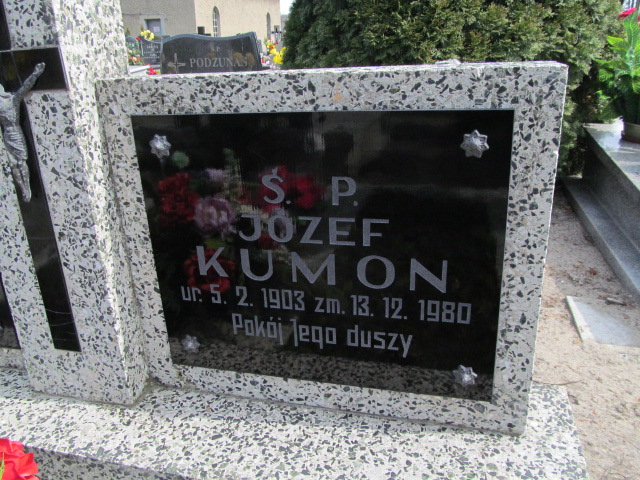 Ś.P.
PODZUNAS
Ś. P.
JÓZEF
KUMON
ur. 5. 2. 1903 zm. 13. 12. 1980
Pokój Jego duszy